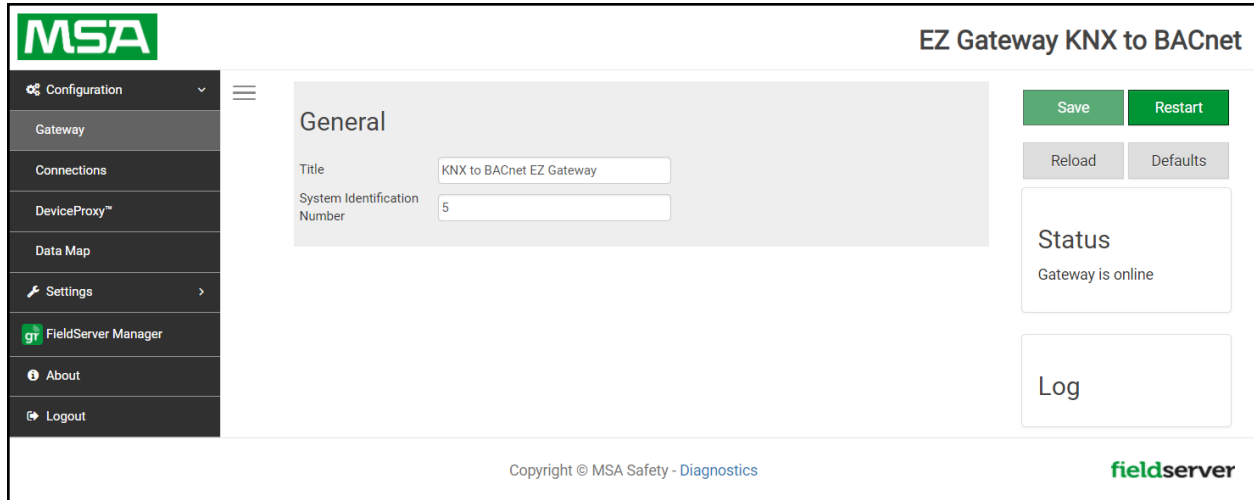 MSA
EZ Gateway KNX to BACnet
Configuration
Gateway
Connections
DeviceProxy™
Data Map
Settings
gr FieldServer Manager
About
Logout
General
Title KNX to BACnet EZ Gateway
System Identification
Number
5
Save Restart
Reload Defaults
Status
Gateway is online
Log
Copyright © MSA Safety - Diagnostics
fieldserver